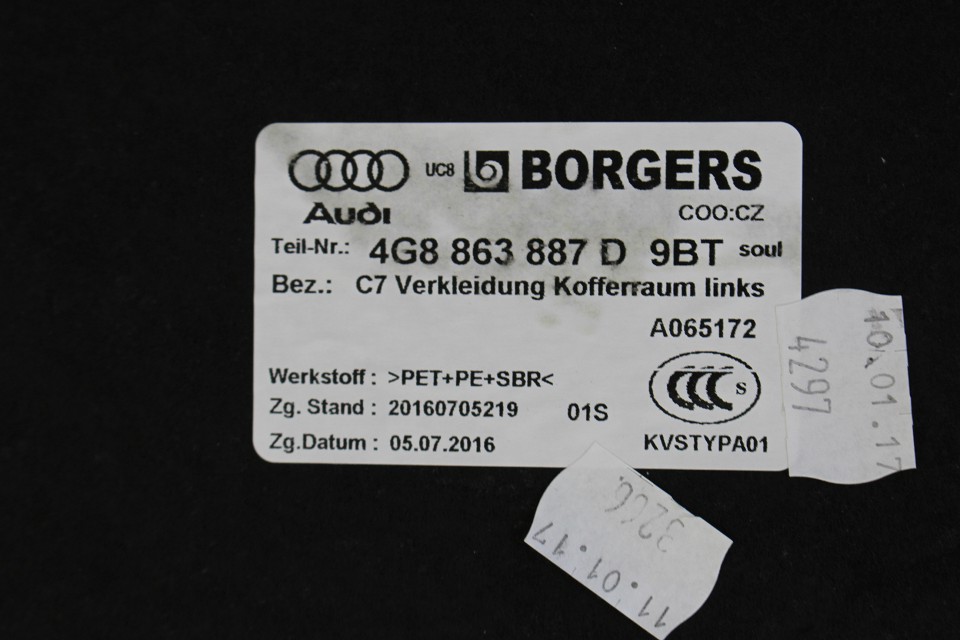 UC8 BORGERS
Audi
COO:CZ
Teil-Nr.: 4G8 863 887 D 9BT soul
Bez.: C7 Verkleidung Kofferraum links
A065172
Werkstoff : >PET+PE+SBR<
CCC S
Zg. Stand : 20160705219 01S
Zg.Datum : 05.07.2016 KVSTYPA01
10.01.17
4297
11.01.17